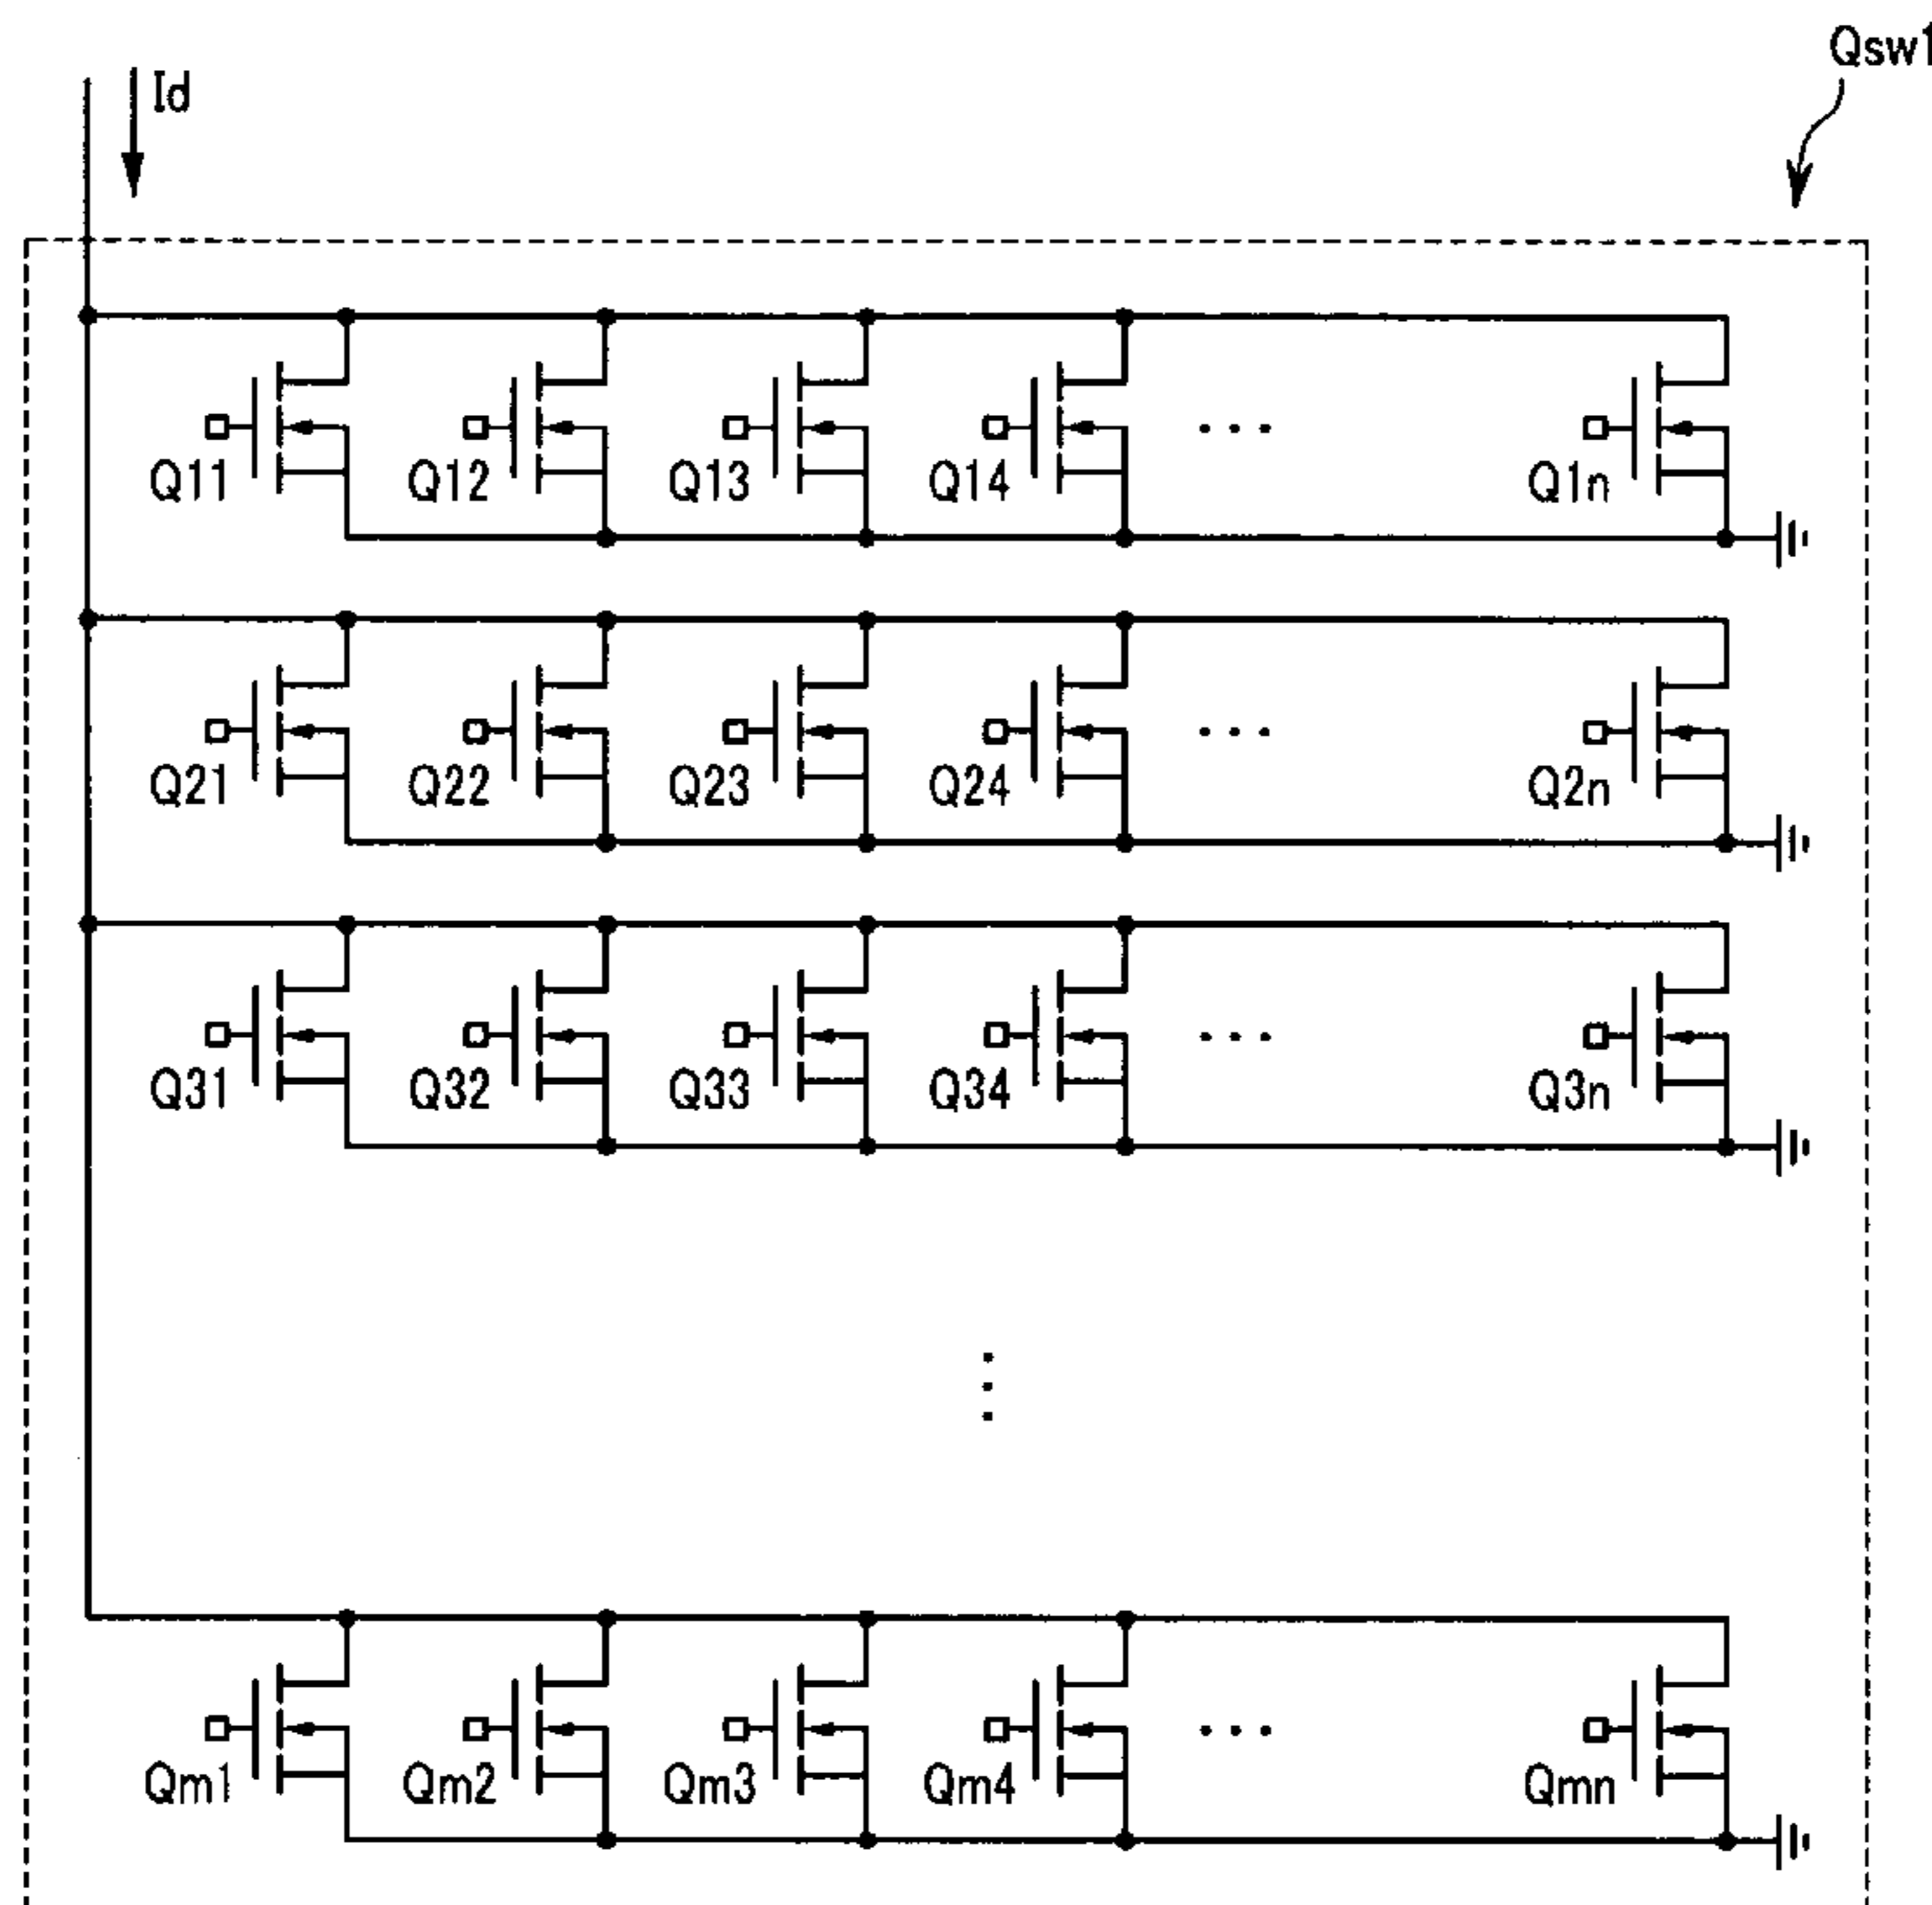 Qsw1
Id
Q11 Q12 Q13 Q14 ... Q1n
Q21 Q22 Q23 Q24 ... Q2n
Q31 Q32 Q33 Q34 ... Q3n
Qm1 Qm2 Qm3 Qm4 ... Qmn